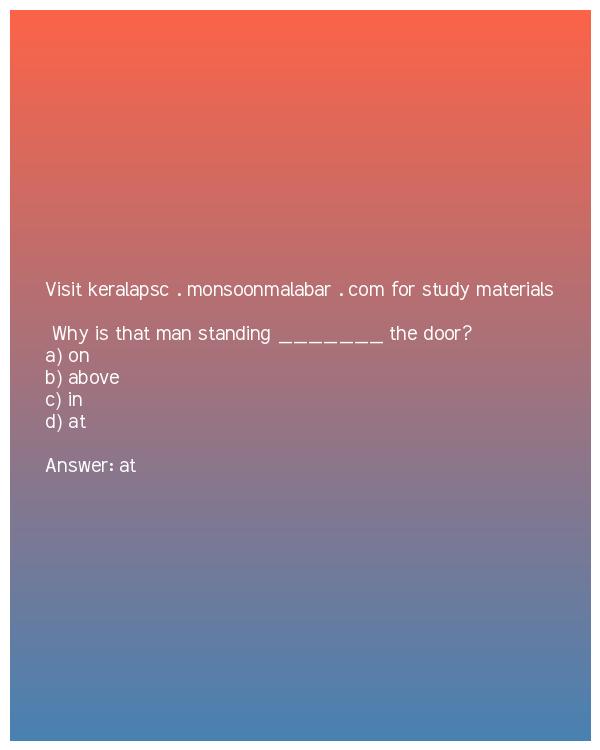 Visit keralapsc . monsoonmalabar . com for study materials
Why is that man standing _______ the door?
a) on
b) above
c) in
d) at
Answer: at